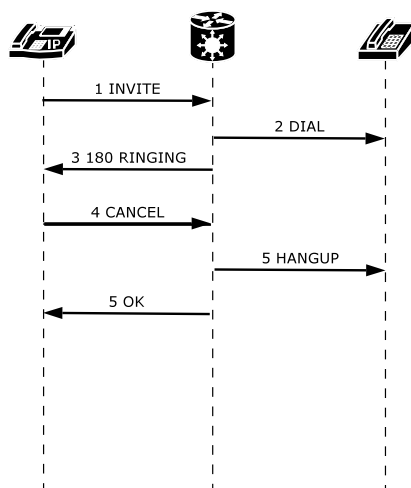 IP
1 INVITE
2 DIAL
3 180 RINGING
4 CANCEL
5 HANGUP
5 OK